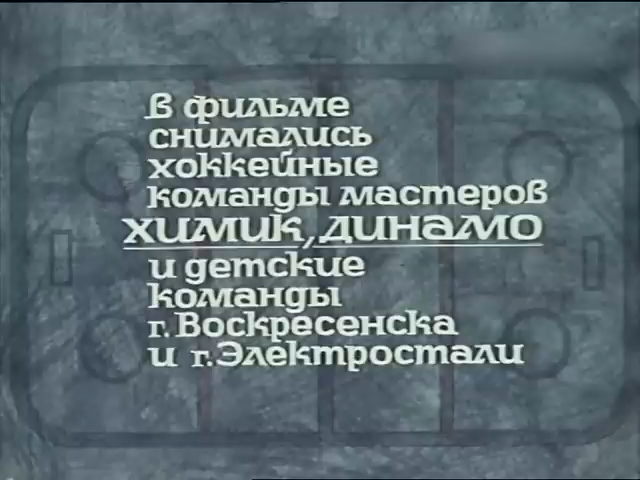 в фильме
снимались
хоккейные
команды мастеров
химик, динамо
и детские
команды
г. Воскресенска
и г. Электростали